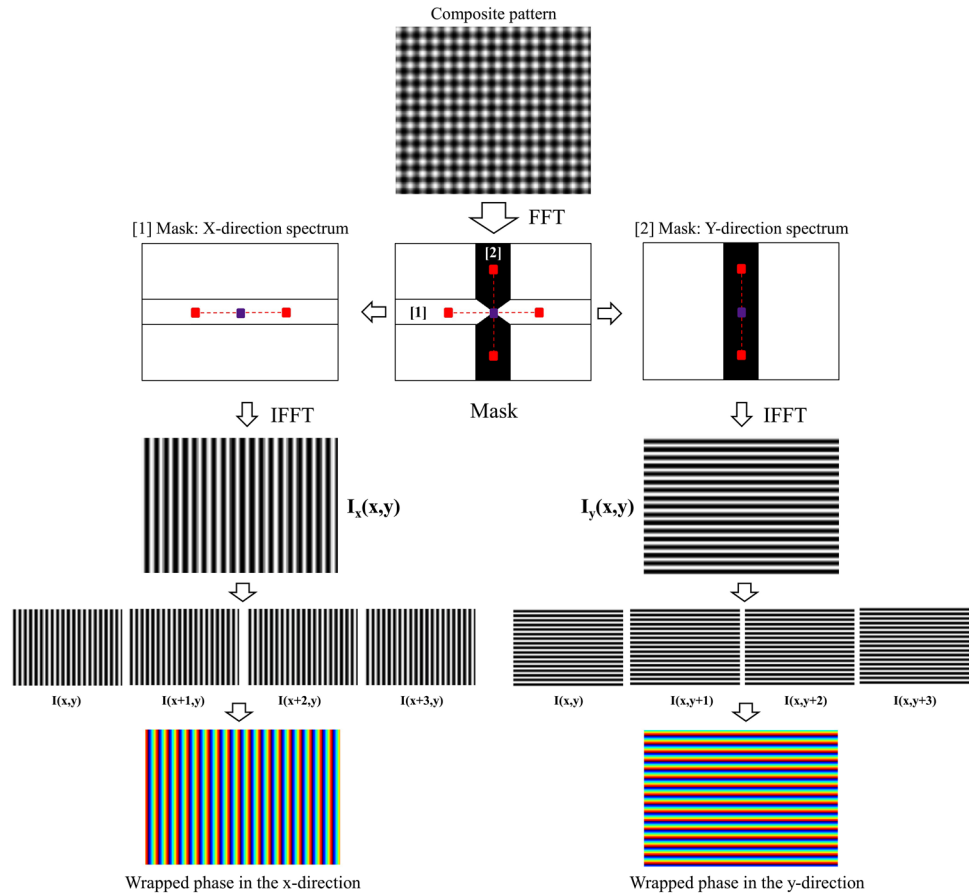 Composite pattern
FFT
[1] Mask: X-direction spectrum
[2] Mask: Y-direction spectrum
[2]
[1]
Mask
IFFT
IFFT
Iₓ(x,y)
I_y(x,y)
I(x,y)
I(x+1,y)
I(x+2,y)
I(x+3,y)
I(x,y)
I(x,y+1)
I(x,y+2)
I(x,y+3)
Wrapped phase in the x-direction
Wrapped phase in the y-direction